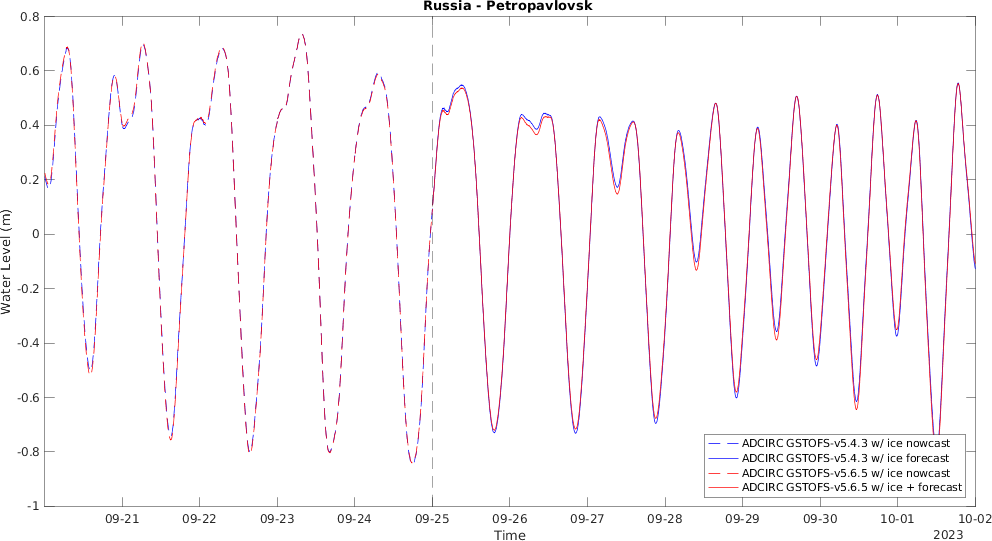 Russia - Petropavlovsk
0.8
0.6
0.4
0.2
0
-0.2
-0.4
-0.6
-0.8
-1
Water Level (m)
ADCIRC GSTOFS-v5.4.3 w/ ice nowcast
ADCIRC GSTOFS-v5.4.3 w/ ice forecast
ADCIRC GSTOFS-v5.6.5 w/ ice nowcast
ADCIRC GSTOFS-v5.6.5 w/ ice + forecast
09-21 09-22 09-23 09-24 09-25 09-26 09-27 09-28 09-29 09-30 10-01 10-02
Time
2023